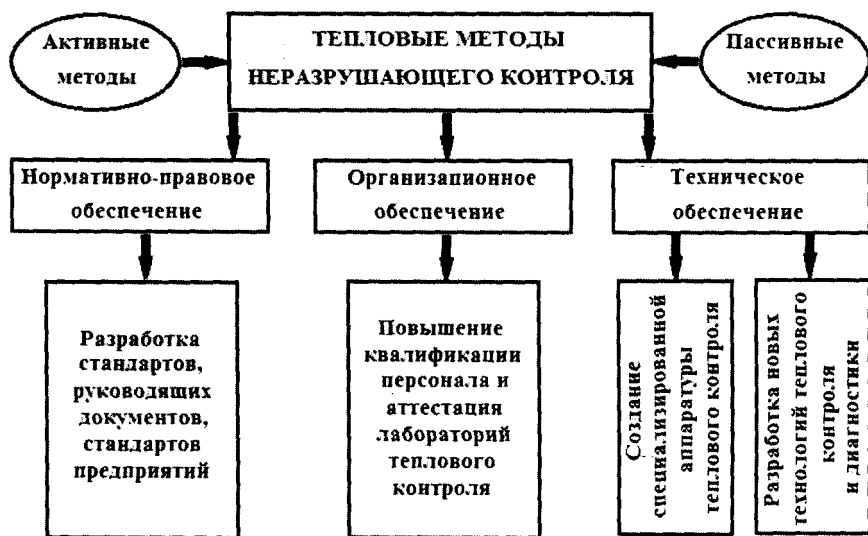 Активные
методы
ТЕПЛОВЫЕ МЕТОДЫ
НЕРАЗРУШАЮЩЕГО КОНТРОЛЯ
Пассивные
методы
Нормативно-правовое
обеспечение
Организационное
обеспечение
Техническое
обеспечение
Разработка
стандартов,
руководящих
документов,
стандартов
предприятий
Повышение
квалификации
персонала и
аттестация
лабораторий
теплового
контроля
Создание
специализированной
аппаратуры
теплового контроля
Разработка новых
технологий теплового
контроля
и диагностики